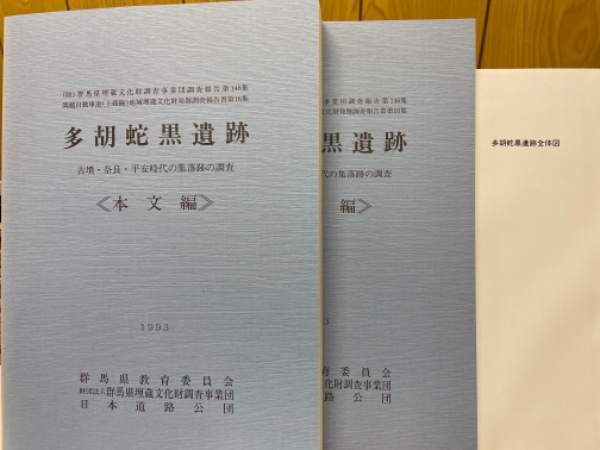 (財)群馬県埋蔵文化財調査事業団調査報告第146集
関越自動車道(上越線)地域埋蔵文化財発掘調査報告書第16集
多胡蛇黒遺跡
古墳・奈良・平安時代の集落跡の調査
《本文編》
1993
群馬県教育委員会
財団法人群馬県埋蔵文化財調査事業団
日本道路公団
事業団調査報告第146集
化財発掘調査報告書第16集
黒遺跡
代の集落跡の調査
編》
3
育委員会
文化財調査事業団
路公団
多胡蛇黒遺跡全体図